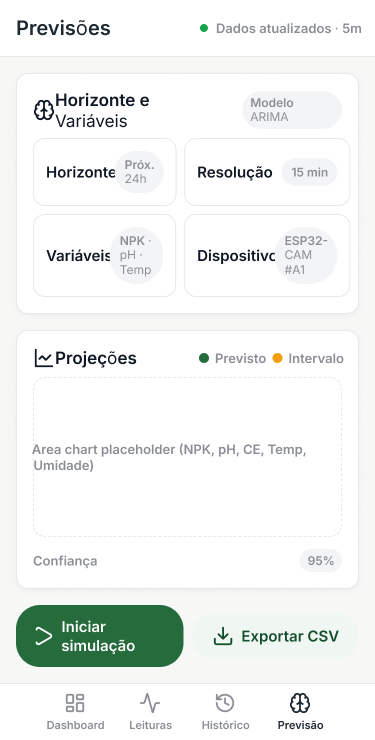 Previsões
Dados atualizados · 5m
Horizonte e
Variáveis
Modelo
ARIMA
Horizonte
Próx.
24h
Resolução
15 min
Variáveis
NPK ·
pH ·
Temp
Dispositivo
ESP32-
CAM
#A1
Projeções
Previsto
Intervalo
Area chart placeholder (NPK, pH, CE, Temp,
Umidade)
Confiança
95%
Iniciar
simulação
Exportar CSV
Dashboard
Leituras
Histórico
Previsão